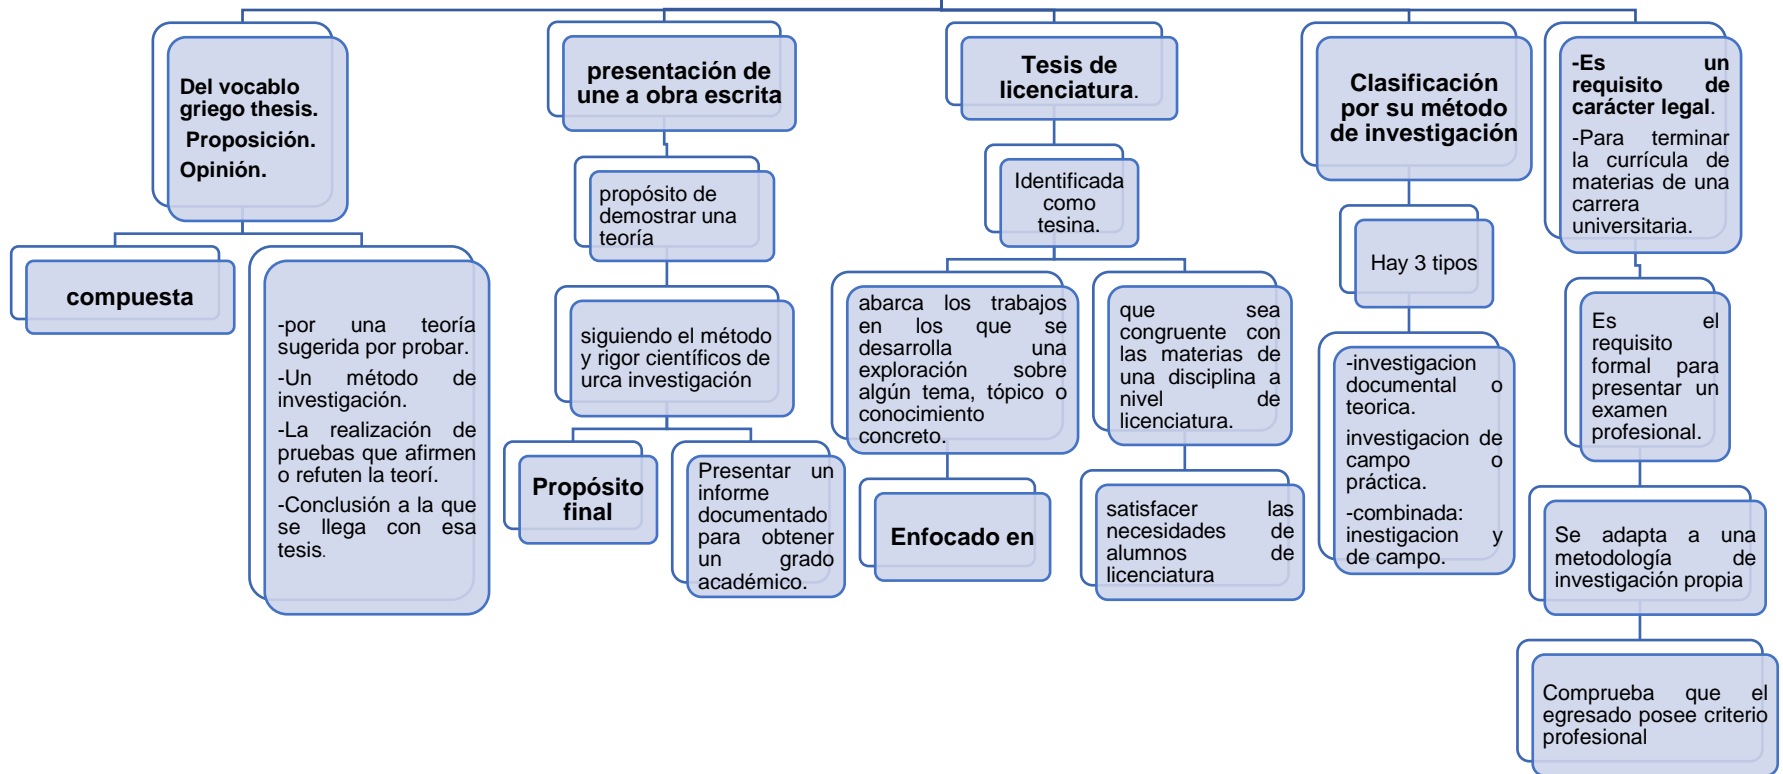 Del vocablo
griego thesis.
Proposición.
Opinión.
compuesta
-por una teoría
sugerida por probar.
-Un método de
investigación.
-La realización de
pruebas que afirmen
o refuten la teorí.
-Conclusión a la que
se llega con esa
tesis.
presentación de
une a obra escrita
propósito de
demostrar una
teoría
siguiendo el método
y rigor científicos de
urca investigación
Propósito
final
Presentar un
informe
documentado
para obtener
un grado
académico.
Tesis de
licenciatura.
Identificada
como
tesina.
abarca los trabajos
en los que se
desarrolla una
exploración sobre
algún tema, tópico o
conocimiento
concreto.
Enfocado en
que sea
congruente con
las materias de
una disciplina a
nivel de
licenciatura.
satisfacer las
necesidades de
alumnos de
licenciatura
Clasificación
por su método
de investigación
Hay 3 tipos
-investigacion
documental o
teorica.
investigacion de
campo o
práctica.
-combinada:
inestigacion y
de campo.
-Es un
requisito de
carácter legal.
-Para terminar
la currícula de
materias de una
carrera
universitaria.
Es el
requisito
formal para
presentar un
examen
profesional.
Se adapta a una
metodología de
investigación propia
Comprueba que el
egresado posee criterio
profesional